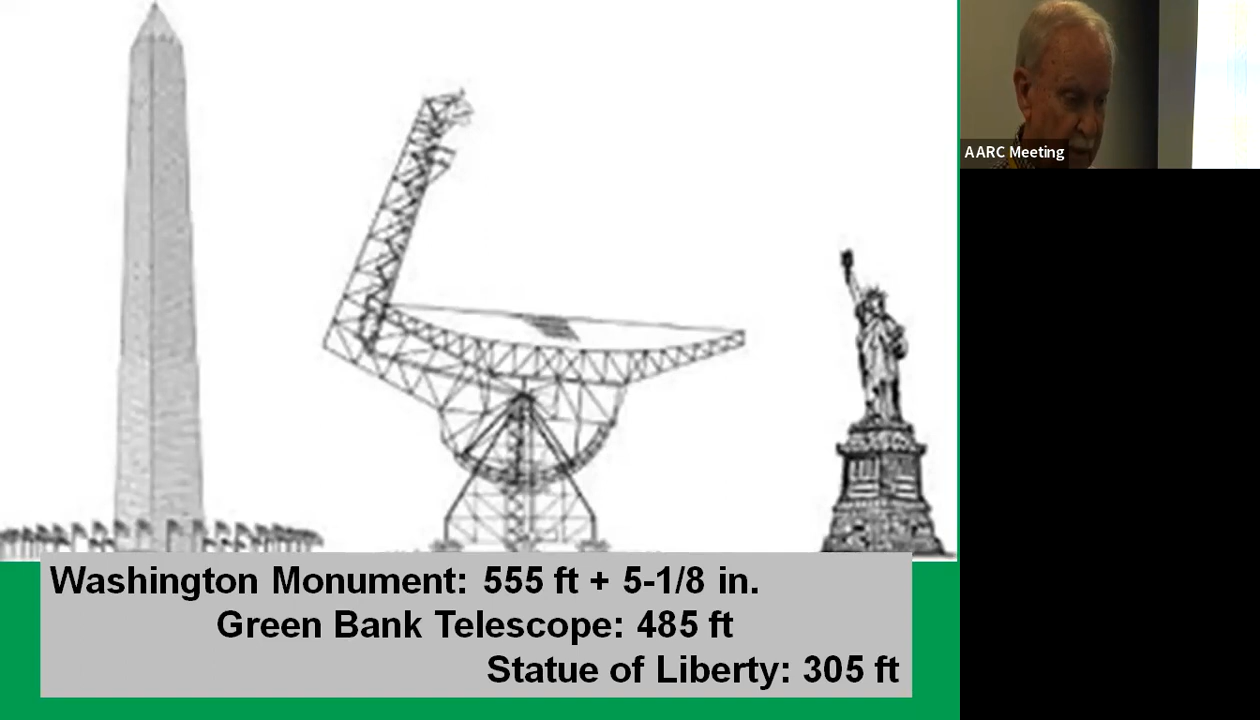 AARC Meeting
Washington Monument: 555 ft + 5-1/8 in.
Green Bank Telescope: 485 ft
Statue of Liberty: 305 ft